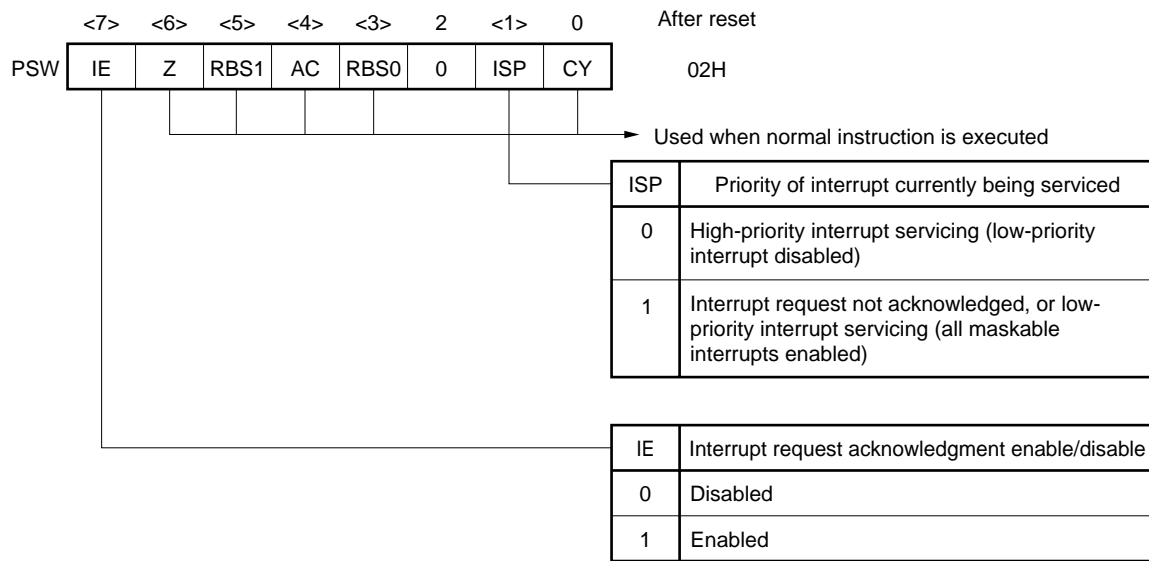 <7> <6> <5> <4> <3> 2 <1> 0 After reset
PSW IE Z RBS1 AC RBS0 0 ISP CY 02H
Used when normal instruction is executed
ISP Priority of interrupt currently being serviced
0 High-priority interrupt servicing (low-priority
interrupt disabled)
1 Interrupt request not acknowledged, or low-
priority interrupt servicing (all maskable
interrupts enabled)
IE Interrupt request acknowledgment enable/disable
0 Disabled
1 Enabled